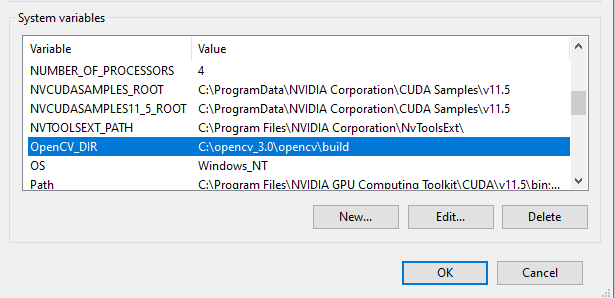 System variables
Variable Value
NUMBER_OF_PROCESSORS 4
NVCUDASAMPLES_ROOT C:\ProgramData\NVIDIA Corporation\CUDA Samples\v11.5
NVCUDASAMPLES11_5_ROOT C:\ProgramData\NVIDIA Corporation\CUDA Samples\v11.5
NVTOOLSEXT_PATH C:\Program Files\NVIDIA Corporation\NvToolsExt\
OpenCV_DIR C:\opencv_3.0\opencv\build
OS Windows_NT
Path C:\Program Files\NVIDIA GPU Computing Toolkit\CUDA\v11.5\bin;...
New... Edit... Delete
OK Cancel